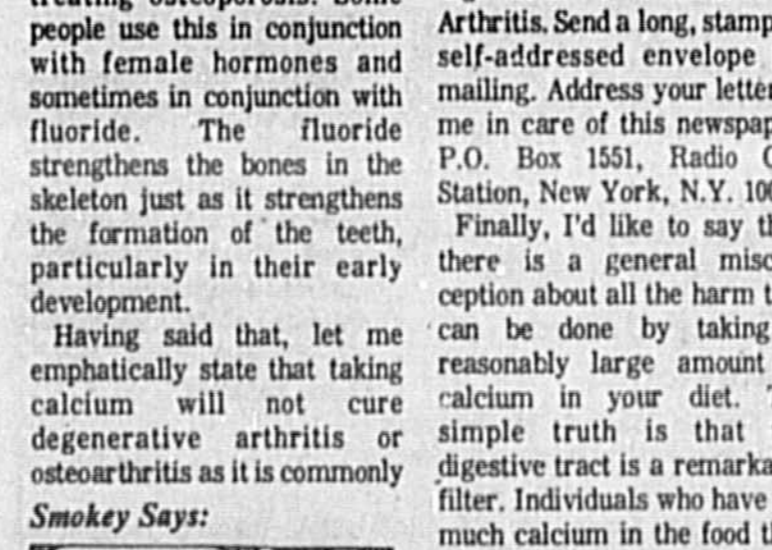 treating osteoporosis. Some
people use this in conjunction
with female hormones and
sometimes in conjunction with
fluoride. The fluoride
strengthens the bones in the
skeleton just as it strengthens
the formation of the teeth,
particularly in their early
development.
Having said that, let me
emphatically state that taking
calcium will not cure
degenerative arthritis or
osteoarthritis as it is commonly
Smokey Says:
Arthritis. Send a long, stamp
self-addressed envelope
mailing. Address your letter
me in care of this newspap
P.O. Box 1551, Radio C
Station, New York, N.Y. 100
Finally, I'd like to say th
there is a general misc
ception about all the harm t
can be done by taking
reasonably large amount
calcium in your diet. T
simple truth is that
digestive tract is a remarka
filter. Individuals who have
much calcium in the food th